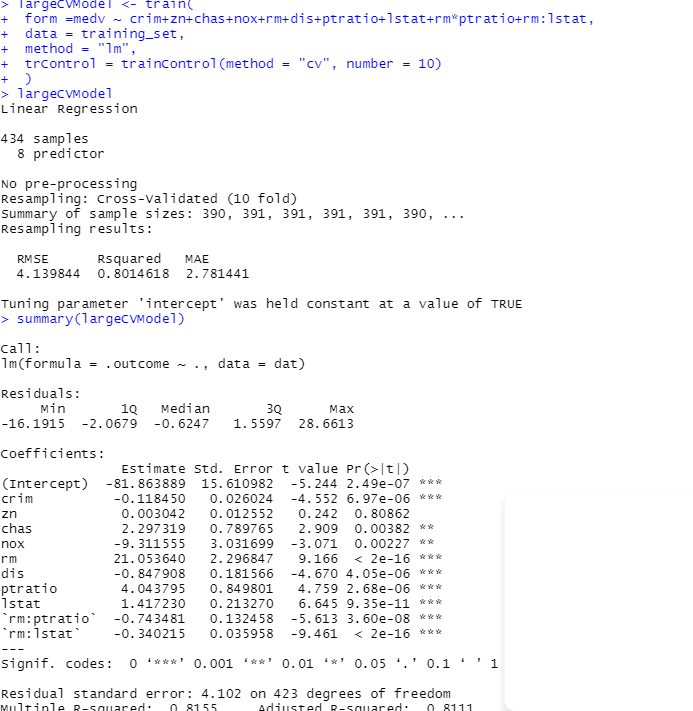 > largeCVModel <- train(
+ form =medv ~ crim+zn+chas+nox+rm+dis+ptratio+lstat+rm*ptratio+rm:lstat,
+ data = training_set,
+ method = "lm",
+ trControl = trainControl(method = "cv", number = 10)
+ )
> largeCVModel
Linear Regression
434 samples
8 predictor
No pre-processing
Resampling: Cross-Validated (10 fold)
Summary of sample sizes: 390, 391, 391, 391, 391, 390, ...
Resampling results:
RMSE Rsquared MAE
4.139844 0.8014618 2.781441
Tuning parameter 'intercept' was held constant at a value of TRUE
> summary(largeCVModel)
Call:
lm(formula = .outcome ~ ., data = dat)
Residuals:
Min 1Q Median 3Q Max
-16.1915 -2.0679 -0.6247 1.5597 28.6613
Coefficients:
Estimate Std. Error t value Pr(>|t|)
(Intercept) -81.863889 15.610982 -5.244 2.49e-07 ***
crim -0.118450 0.026024 -4.552 6.97e-06 ***
zn 0.003042 0.012552 0.242 0.80862
chas 2.297319 0.789765 2.909 0.00382 **
nox -9.311555 3.031699 -3.071 0.00227 **
rm 21.053640 2.296847 9.166 < 2e-16 ***
dis -0.847908 0.181566 -4.670 4.05e-06 ***
ptratio 4.043795 0.849801 4.759 2.68e-06 ***
lstat 1.417230 0.213270 6.645 9.35e-11 ***
`rm:ptratio` -0.743481 0.132458 -5.613 3.60e-08 ***
`rm:lstat` -0.340215 0.035958 -9.461 < 2e-16 ***
---
Signif. codes: 0 ‘***’ 0.001 ‘**’ 0.01 ‘*’ 0.05 ‘.’ 0.1 ‘ ’ 1
Residual standard error: 4.102 on 423 degrees of freedom
Multiple R-squared: 0.8155, Adjusted R-squared: 0.8111